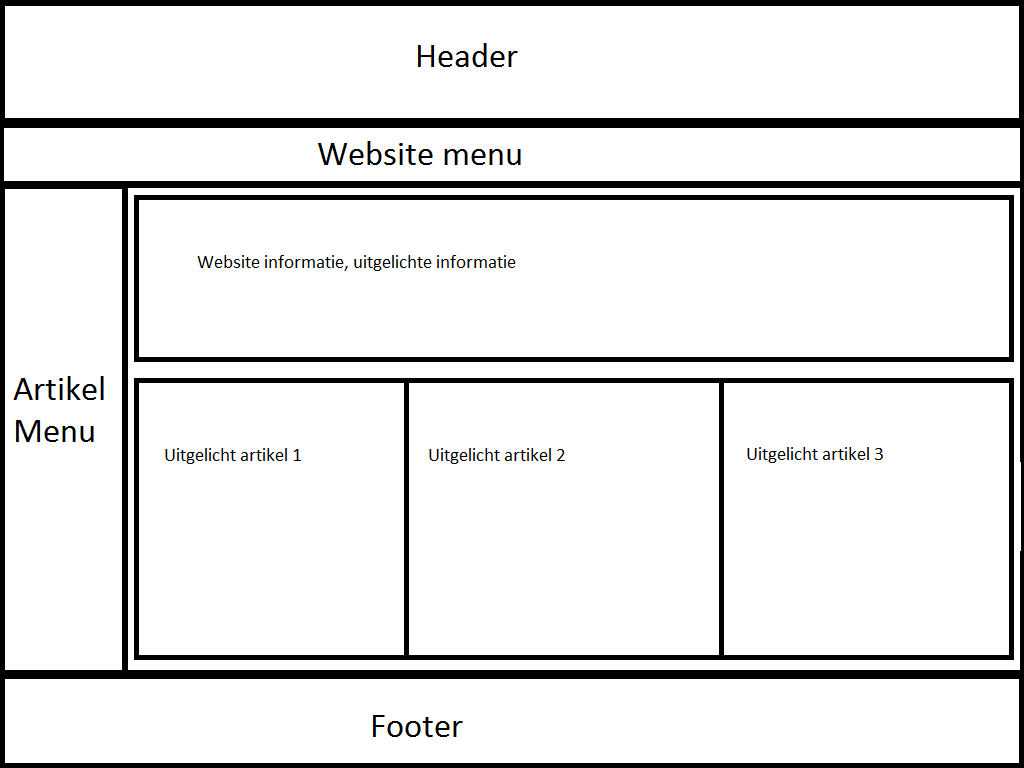 Header
Website menu
Website informatie, uitgelichte informatie
Artikel
Menu
Uitgelicht artikel 1
Uitgelicht artikel 2
Uitgelicht artikel 3
Footer